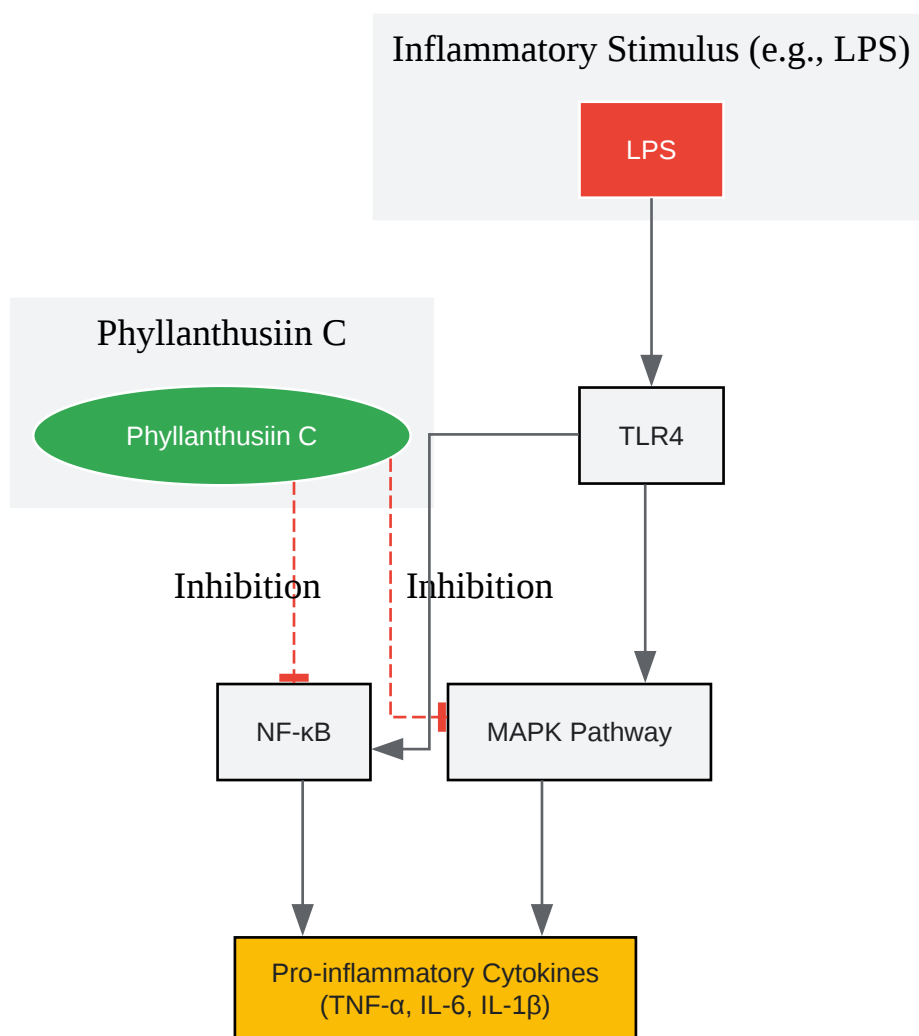 Inflammatory Stimulus (e.g., LPS)
LPS
Phyllanthusiin C
Phyllanthusiin C
TLR4
Inhibition
Inhibition
NF-κB
MAPK Pathway
Pro-inflammatory Cytokines
(TNF-α, IL-6, IL-1β)